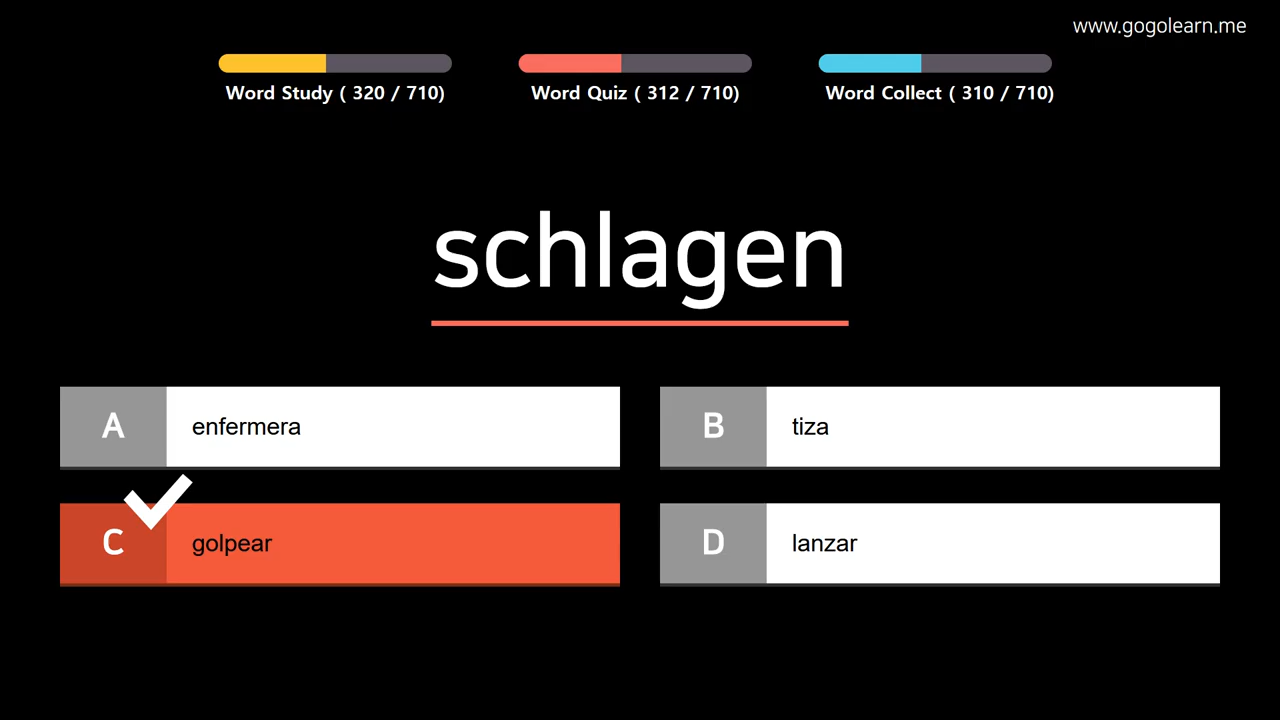 www.gogolearn.me
Word Study ( 320 / 710)
Word Quiz ( 312 / 710)
Word Collect ( 310 / 710)
schlagen
A enfermera
B tiza
C golpear
D lanzar